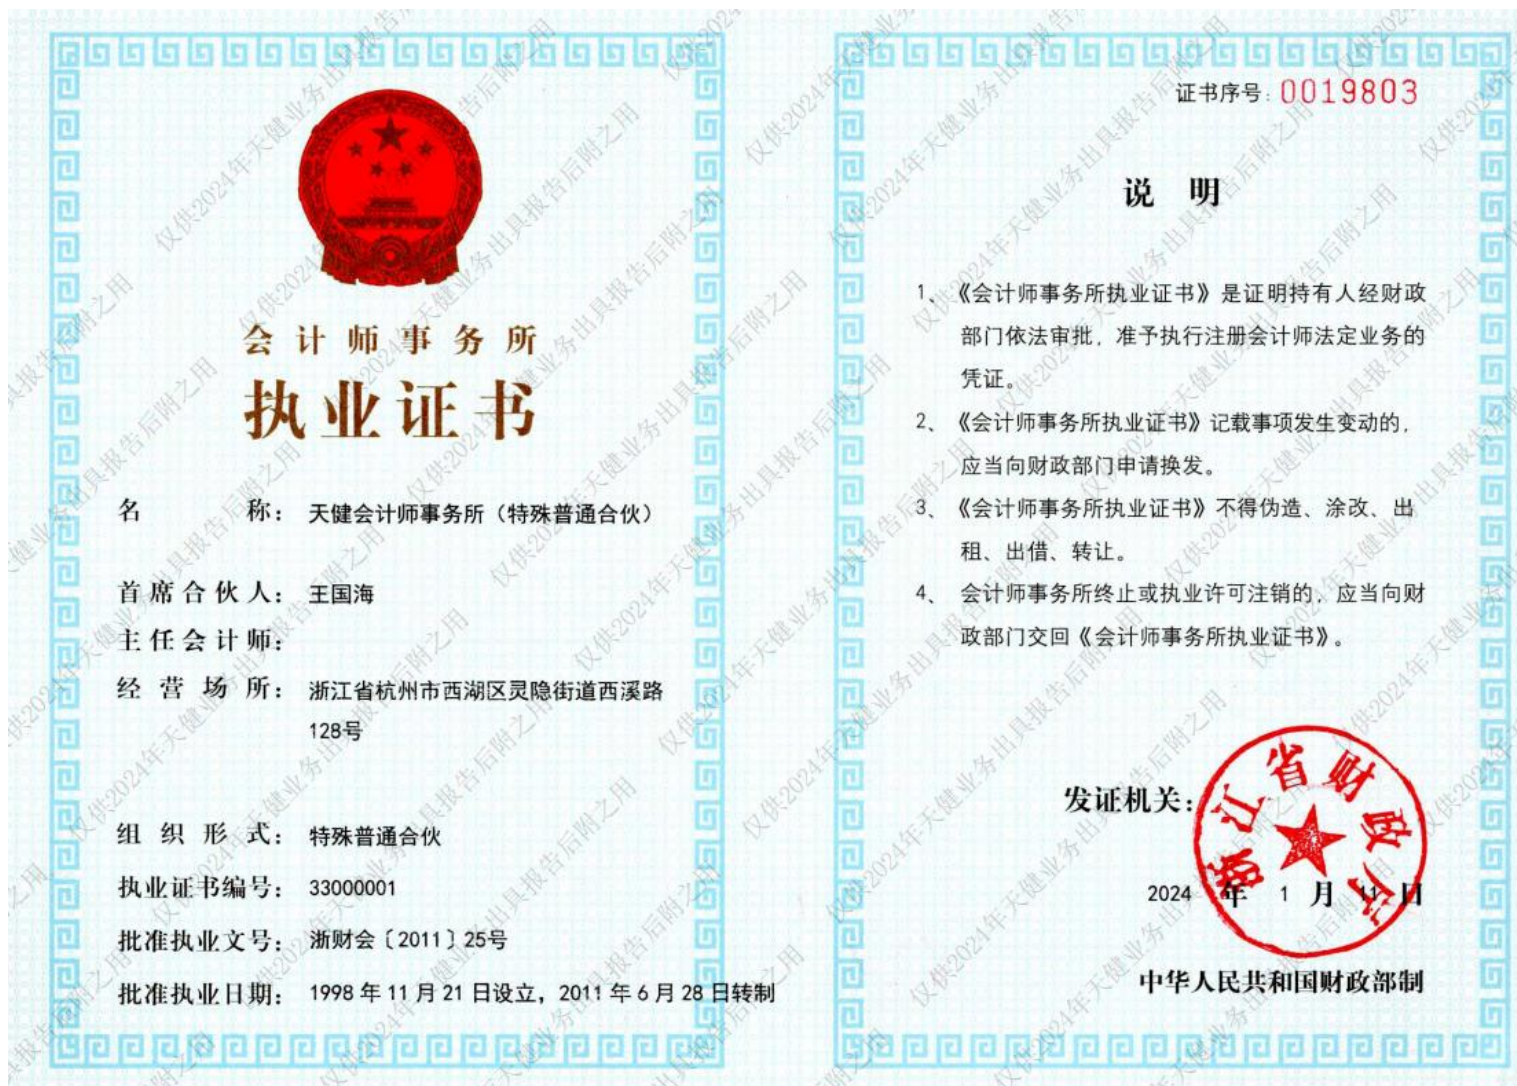 会计师事务所
执业证书
名称：天健会计师事务所（特殊普通合伙）
首席合伙人：王国海
主任会计师：
经营场所：浙江省杭州市西湖区灵隐街道西溪路
128号
组织形式：特殊普通合伙
执业证书编号：33000001
批准执业文号：浙财会〔2011〕25号
批准执业日期：1998年11月21日设立，2011年6月28日转制
证书序号：0019803
说明
1、《会计师事务所执业证书》是证明持有人经财政
部门依法审批，准予执行注册会计师法定业务的
凭证。
2、《会计师事务所执业证书》记载事项发生变动的，
应当向财政部门申请换发。
3、《会计师事务所执业证书》不得伪造、涂改、出
租、出借、转让。
4、会计师事务所终止或执业许可注销的，应当向财
政部门交回《会计师事务所执业证书》。
发证机关：
浙江省财政厅
2024年1月11日
中华人民共和国财政部制
仅供2024年天健业务出具报告后附之用